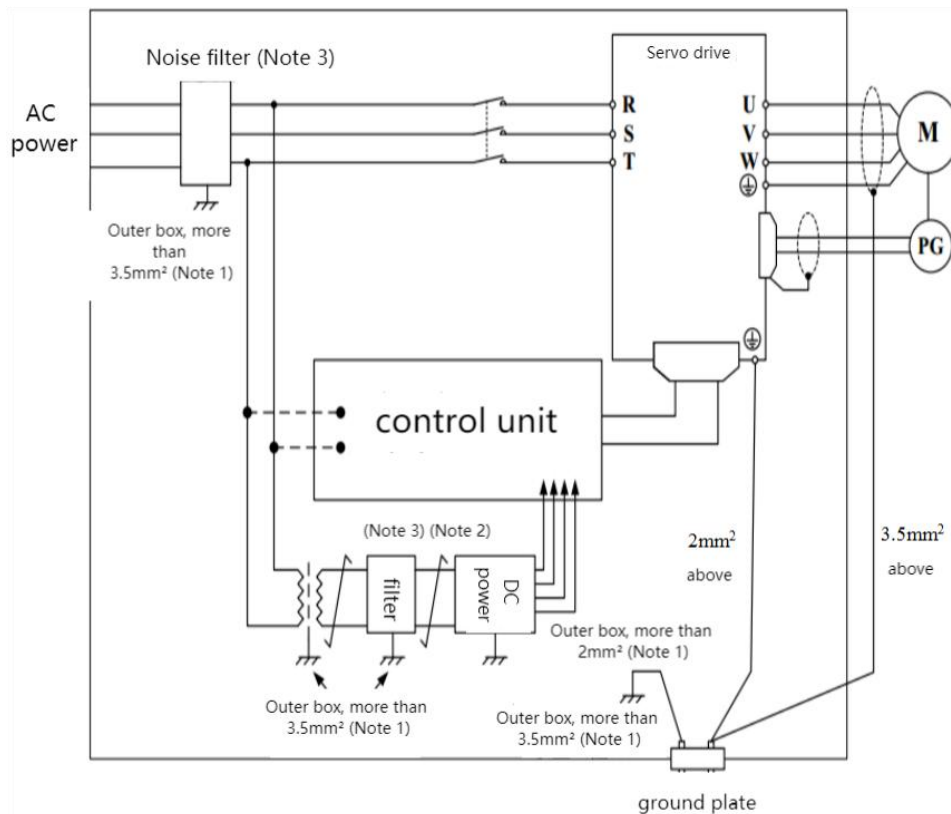 Noise filter (Note 3)
Servo drive
AC
power
R
S
T
U
V
W
M
PG
Outer box, more
than
3.5mm² (Note 1)
control unit
(Note 3) (Note 2)
filter
DC
power
2mm²
above
3.5mm²
above
Outer box, more than
2mm² (Note 1)
Outer box, more than
3.5mm² (Note 1)
Outer box, more than
3.5mm² (Note 1)
ground plate